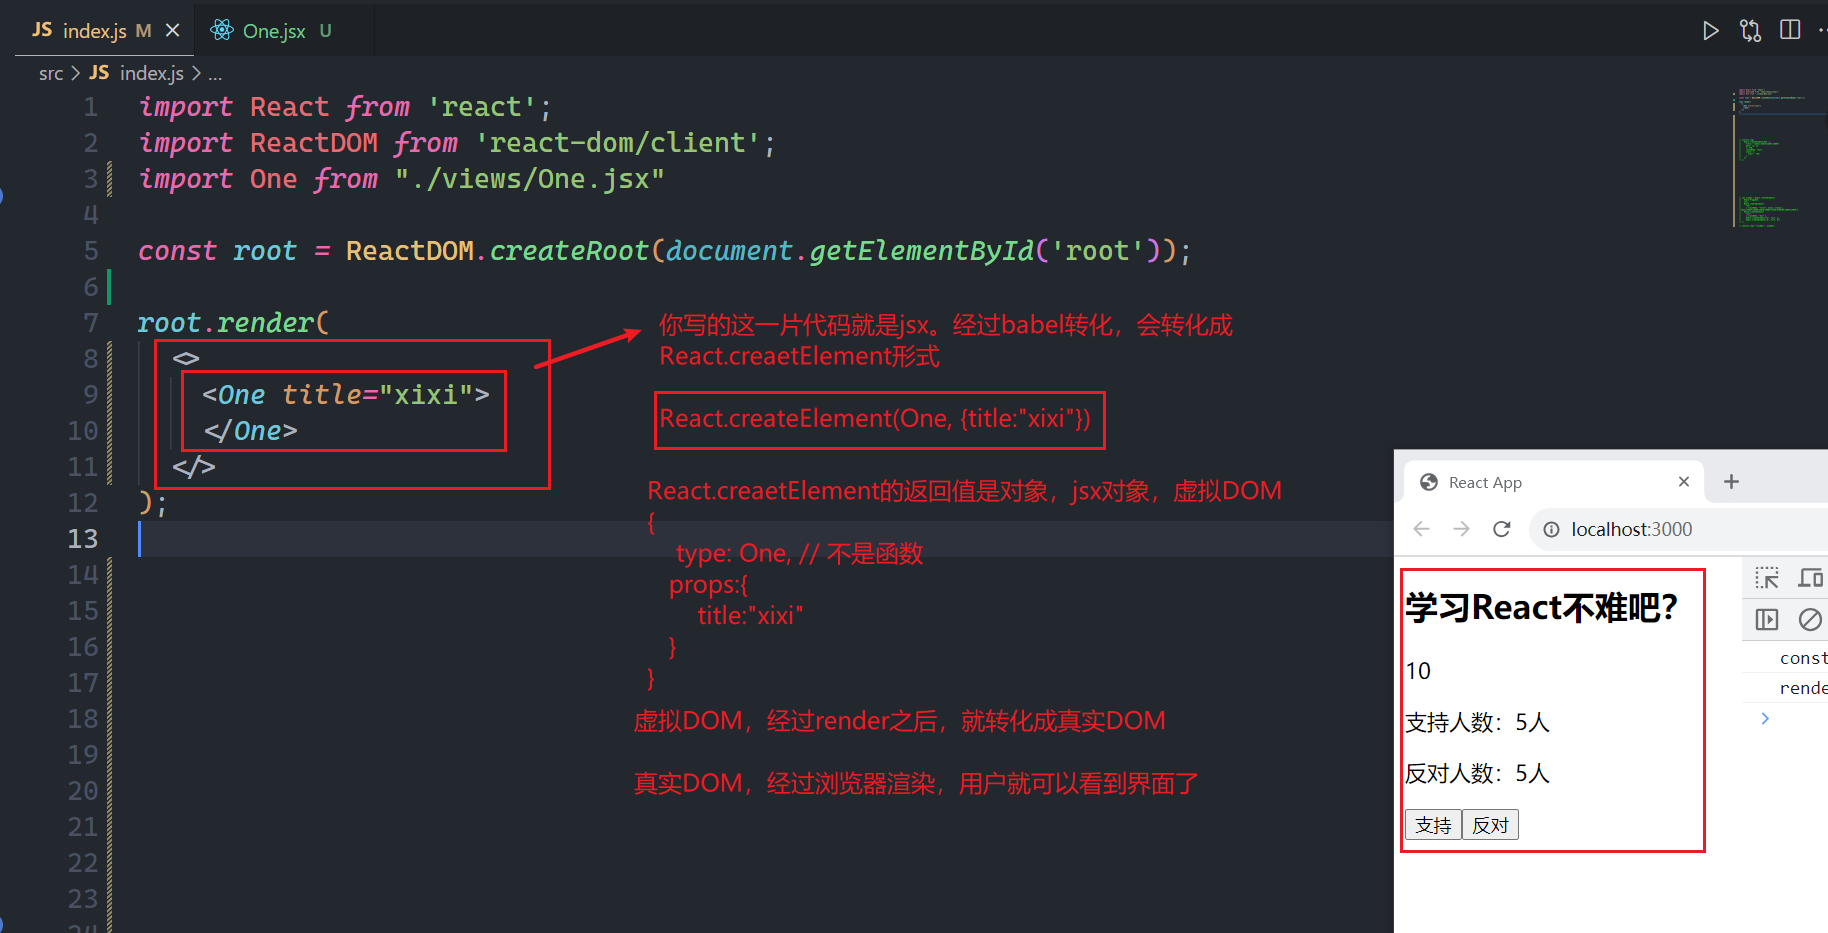 JS index.js M
One.jsx U
src > JS index.js > ...
1 import React from 'react';
2 import ReactDOM from 'react-dom/client';
3 import One from "./views/One.jsx"
4
5 const root = ReactDOM.createRoot(document.getElementById('root'));
6
7 root.render(
8 <>
9 <One title="xixi">
10 </One>
11 </>
12 );
13
14
15
16
17
18
19
20
21
22
23
24
你写的这一片代码就是jsx。经过babel转化，会转化成
React.creaetElement形式
React.createElement(One, {title:"xixi"})
React.creaetElement的返回值是对象，jsx对象，虚拟DOM
{
type: One, // 不是函数
props:{
title:"xixi"
}
}
虚拟DOM，经过render之后，就转化成真实DOM
真实DOM，经过浏览器渲染，用户就可以看到界面了
React App
localhost:3000
学习React不难吧？
10
支持人数：5人
反对人数：5人
支持 反对
const
rende